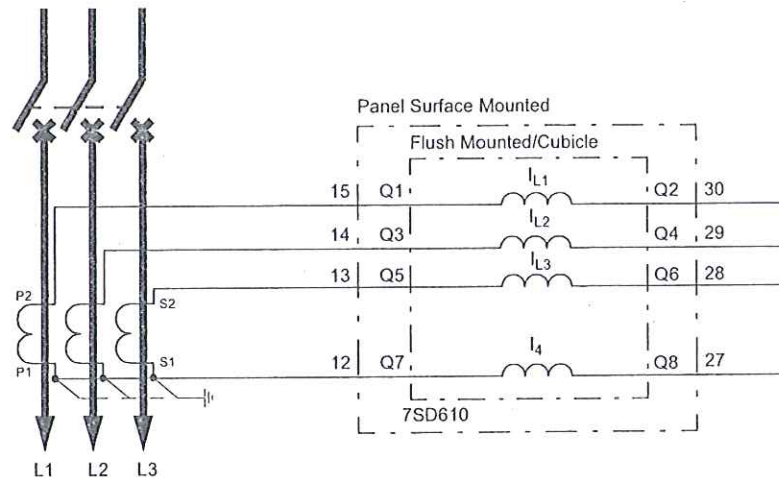 Panel Surface Mounted
Flush Mounted/Cubicle
15 Q1 IL1 Q2 30
14 Q3 IL2 Q4 29
13 Q5 IL3 Q6 28
P2 S2
P1 S1
12 Q7 I4 Q8 27
7SD610
L1 L2 L3